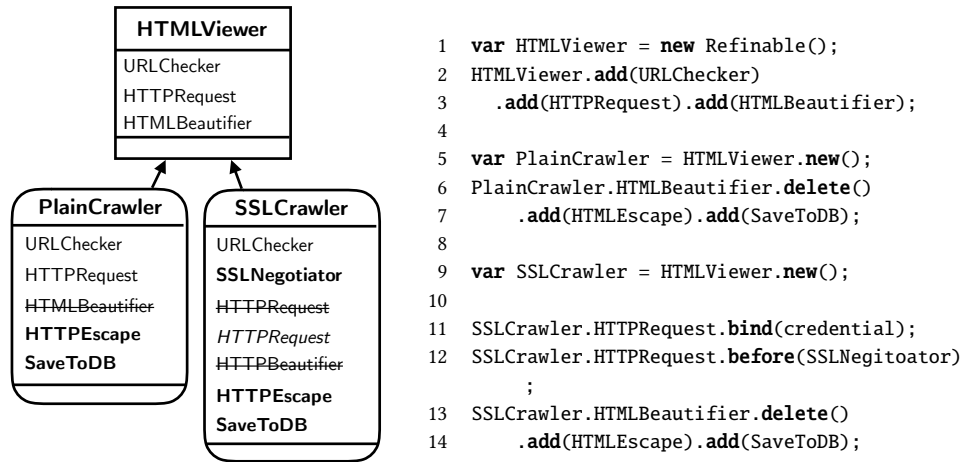 HTMLViewer
URLChecker
HTTPRequest
HTMLBeautifier
PlainCrawler
URLChecker
HTTPRequest
HTMLBeautifier
HTTPEscape
SaveToDB
SSLCrawler
URLChecker
SSLNegotiator
HTTPRequest
HTTPRequest
HTTPBeautifier
HTTPEscape
SaveToDB
1 var HTMLViewer = new Refinable();
2 HTMLViewer.add(URLChecker)
3 .add(HTTPRequest).add(HTMLBeautifier);
4
5 var PlainCrawler = HTMLViewer.new();
6 PlainCrawler.HTMLBeautifier.delete()
7 .add(HTMLEscape).add(SaveToDB);
8
9 var SSLCrawler = HTMLViewer.new();
10
11 SSLCrawler.HTTPRequest.bind(credential);
12 SSLCrawler.HTTPRequest.before(SSLNegitoator)
;
13 SSLCrawler.HTMLBeautifier.delete()
14 .add(HTMLEscape).add(SaveToDB);